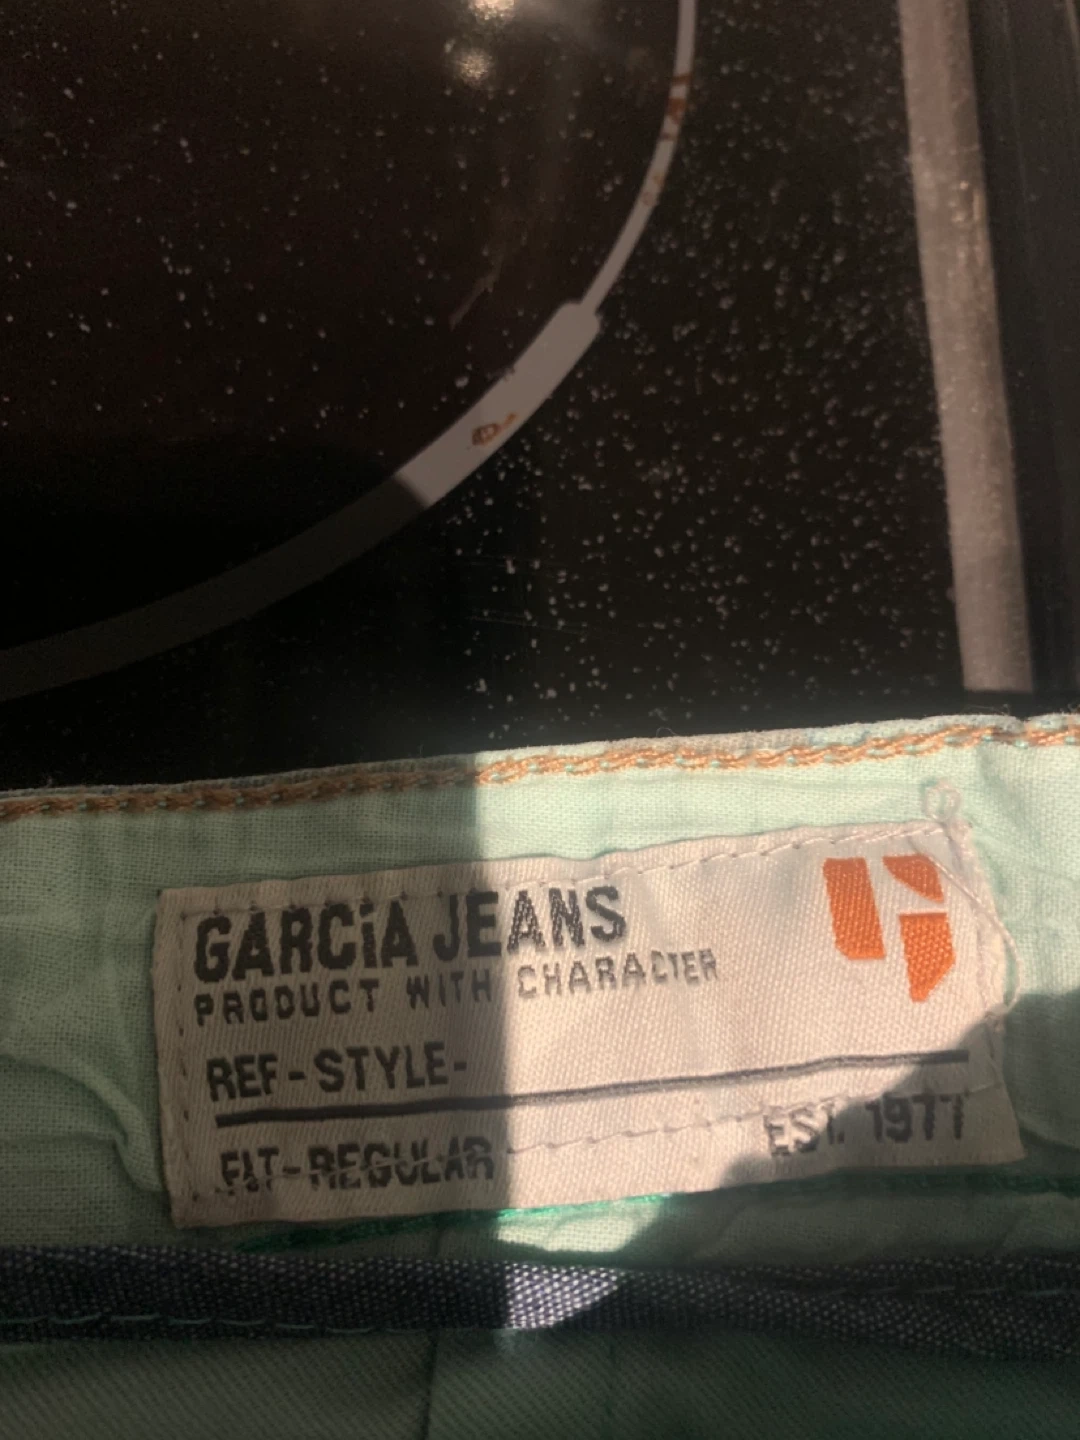 GARCiA JEANS
PRODUCT WITH CHARACTER
REF-STYLE-
FIT-REGULAR
EST. 1977